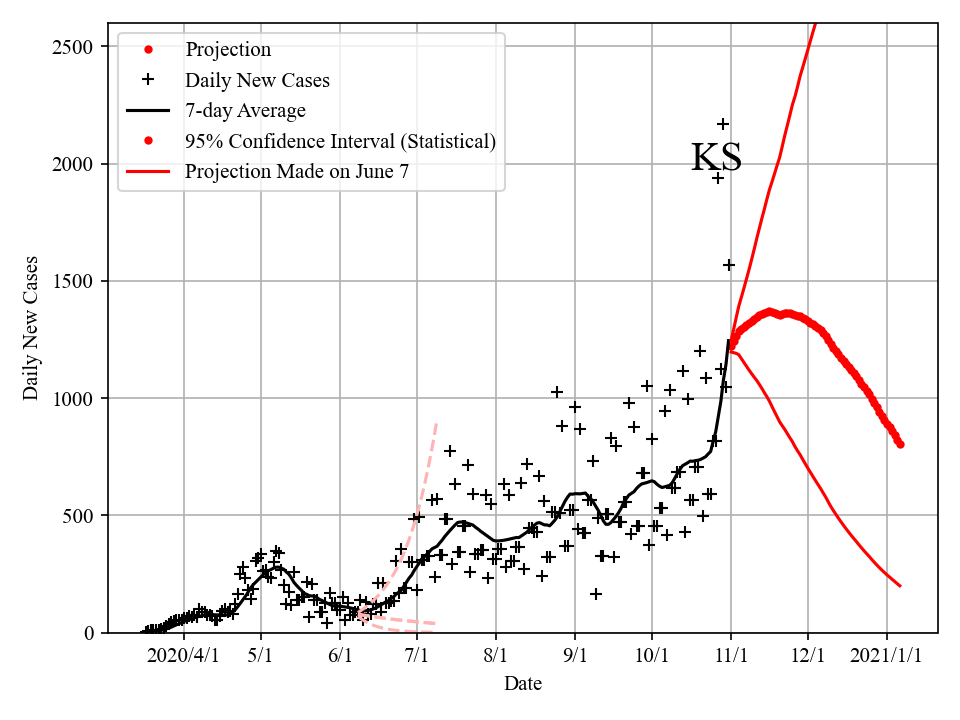 2500
2000
1500
1000
500
0
Daily New Cases
Projection
Daily New Cases
7-day Average
95% Confidence Interval (Statistical)
Projection Made on June 7
KS
2020/4/1 5/1 6/1 7/1 8/1 9/1 10/1 11/1 12/1 2021/1/1
Date